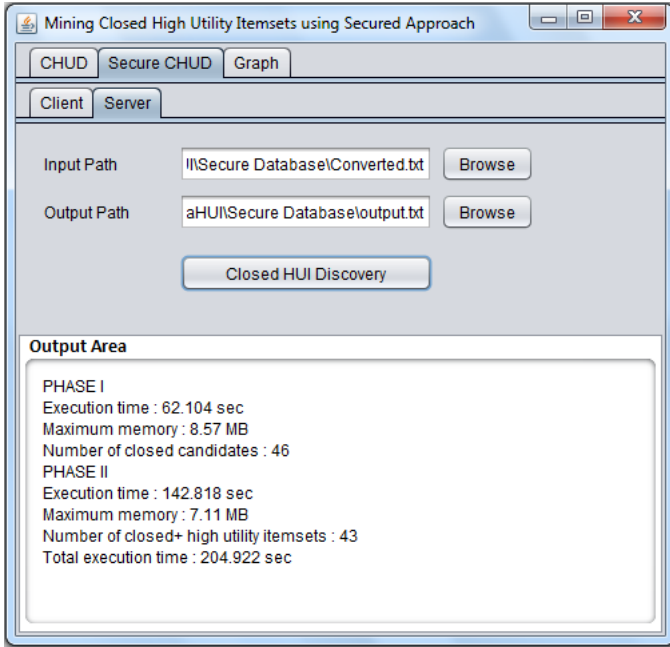 Mining Closed High Utility Itemsets using Secured Approach
CHUD Secure CHUD Graph
Client Server
Input Path \Secure Database\Converted.txt Browse
Output Path aHUI\Secure Database\output.txt Browse
Closed HUI Discovery
Output Area
PHASE I
Execution time : 62.104 sec
Maximum memory : 8.57 MB
Number of closed candidates : 46
PHASE II
Execution time : 142.818 sec
Maximum memory : 7.11 MB
Number of closed+ high utility itemsets : 43
Total execution time : 204.922 sec